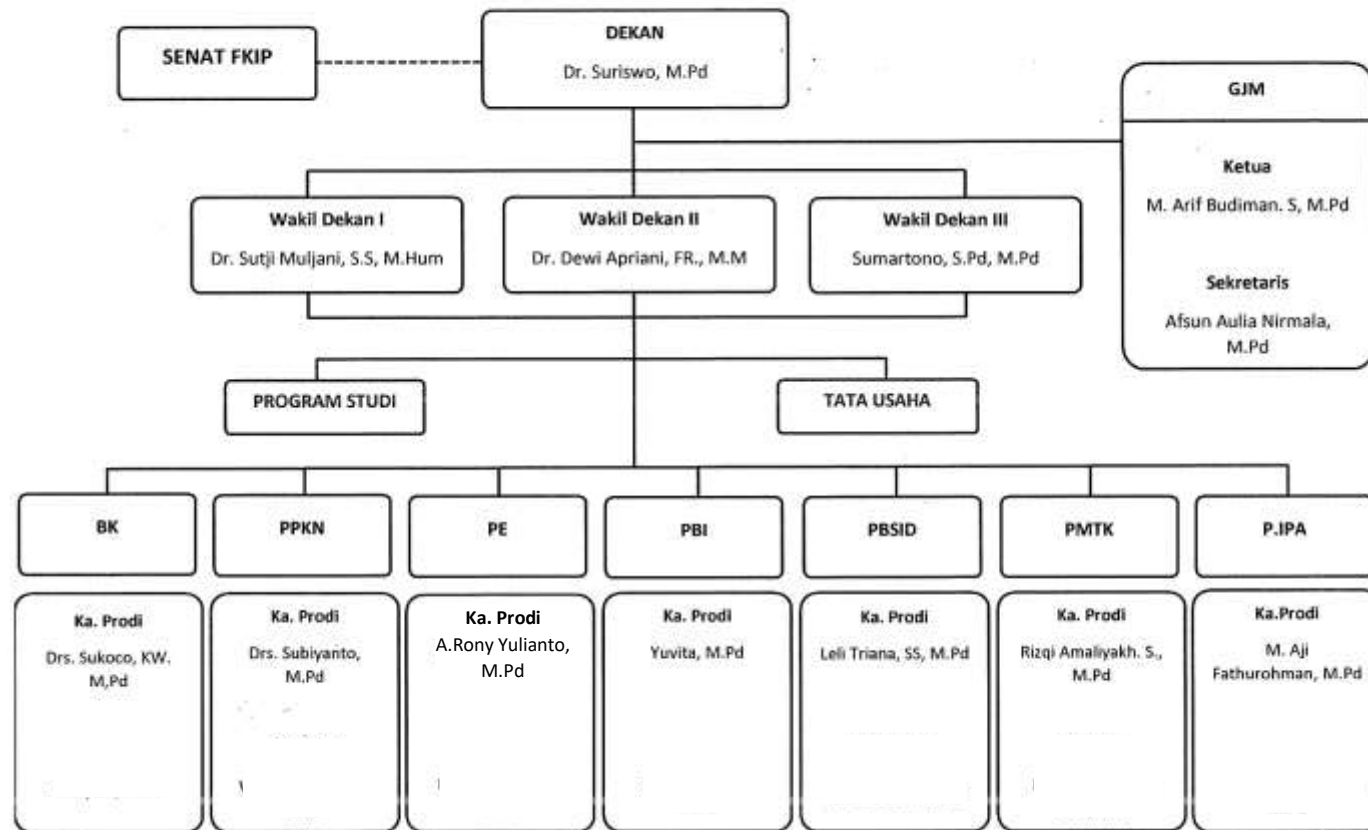 SENAT FKIP
DEKAN
Dr. Suriswo, M.Pd
GJM
Ketua
M. Arif Budiman. S, M.Pd
Sekretaris
Afsun Aulia Nirmala,
M.Pd
Wakil Dekan I
Dr. Sutji Muljani, S.S, M.Hum
Wakil Dekan II
Dr. Dewi Apriani, FR., M.M
Wakil Dekan III
Sumartono, S.Pd, M.Pd
PROGRAM STUDI
TATA USAHA
BK
PPKN
PE
PBI
PBSID
PMTK
P.IPA
Ka. Prodi
Drs. Sukoco, KW.
M,Pd
Ka. Prodi
Drs. Subiyanto,
M.Pd
Ka. Prodi
A.Rony Yulianto,
M.Pd
Ka. Prodi
Yuvita, M.Pd
Ka. Prodi
Leli Triana, SS, M.Pd
Ka. Prodi
Rizqi Amaliyakh. S.,
M.Pd
Ka.Prodi
M. Aji
Fathurohman, M.Pd